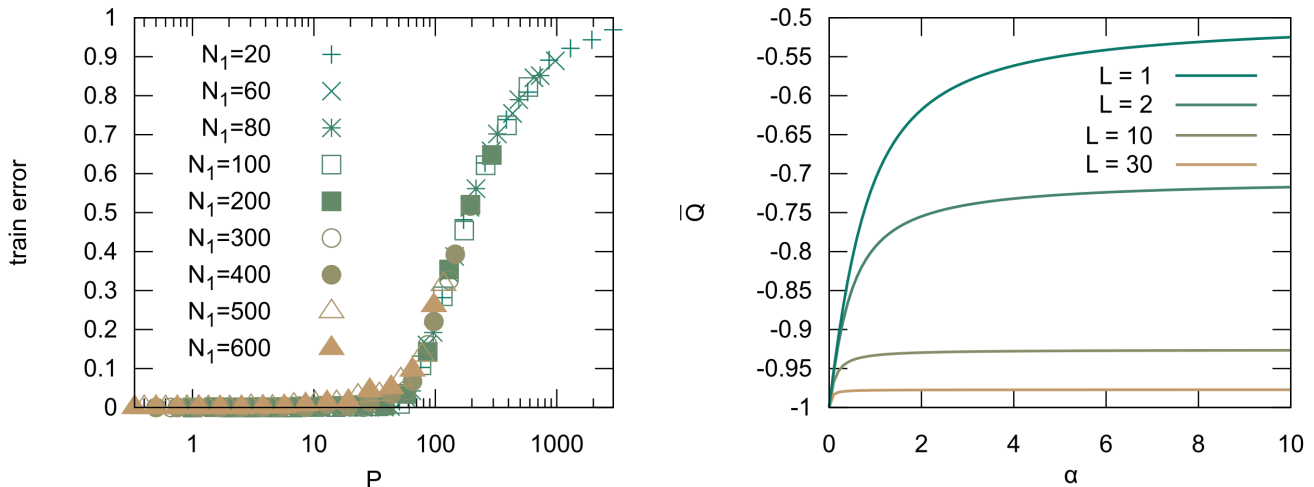 train error
1
0.9
0.8
0.7
0.6
0.5
0.4
0.3
0.2
0.1
0
N1=20
N1=60
N1=80
N1=100
N1=200
N1=300
N1=400
N1=500
N1=600
1 10 100 1000
P
Q̅
-0.5
-0.55
-0.6
-0.65
-0.7
-0.75
-0.8
-0.85
-0.9
-0.95
-1
L = 1
L = 2
L = 10
L = 30
0 2 4 6 8 10
α